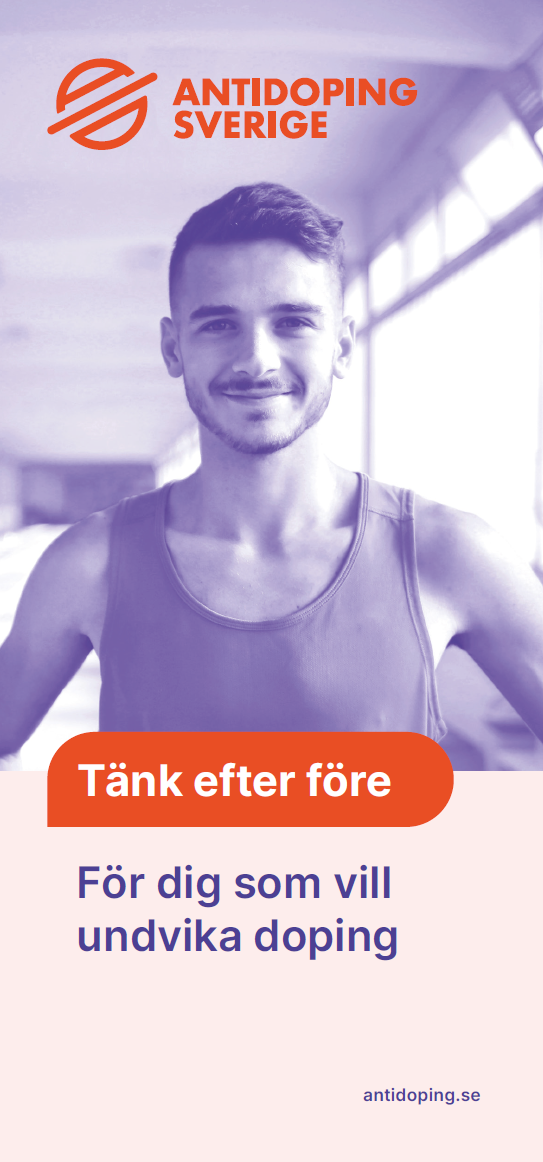 ANTIDOPING
SVERIGE
Tänk efter före
För dig som vill
undvika doping
antidoping.se